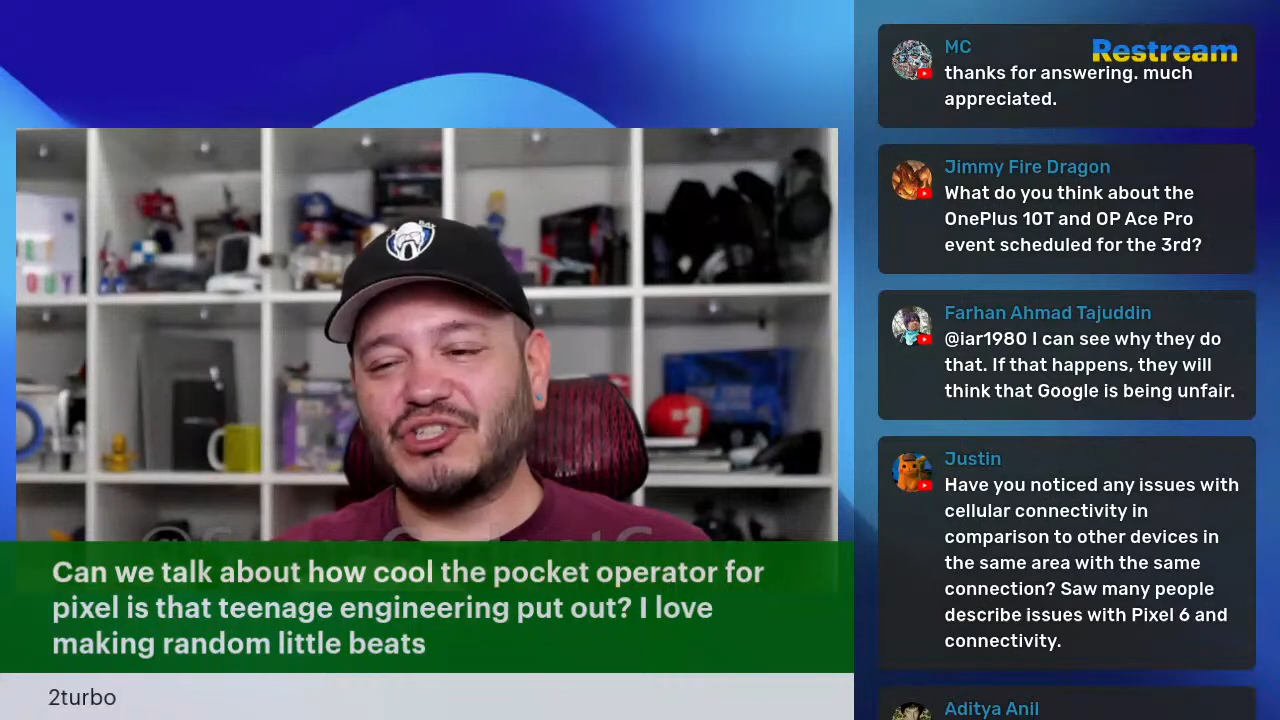 Restream
MC
thanks for answering. much
appreciated.
Jimmy Fire Dragon
What do you think about the
OnePlus 10T and OP Ace Pro
event scheduled for the 3rd?
Farhan Ahmad Tajuddin
@iar1980 I can see why they do
that. If that happens, they will
think that Google is being unfair.
Justin
Have you noticed any issues with
cellular connectivity in
comparison to other devices in
the same area with the same
connection? Saw many people
describe issues with Pixel 6 and
connectivity.
Aditya Anil
Can we talk about how cool the pocket operator for
pixel is that teenage engineering put out? I love
making random little beats
2turbo